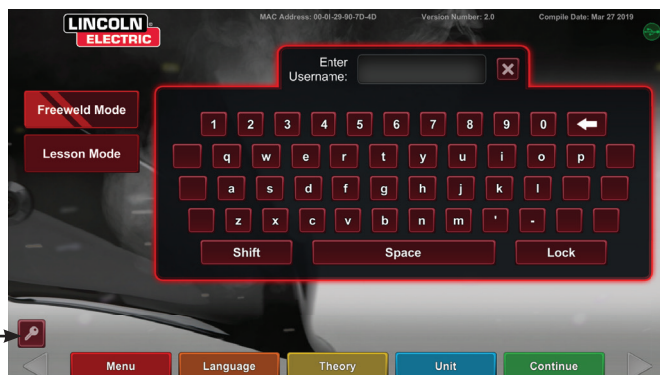 LINCOLN ®
ELECTRIC
MAC Address: 00-0I-29-00-7D-4D Version Number: 2.0 Compile Date: Mar 27 2019
Enter
Username:
Freeweld Mode
Lesson Mode
1 2 3 4 5 6 7 8 9 0
q w e r t y u i o p
a s d f g h j k l
z x c v b n m ' -
Shift Space Lock
Menu Language Theory Unit Continue